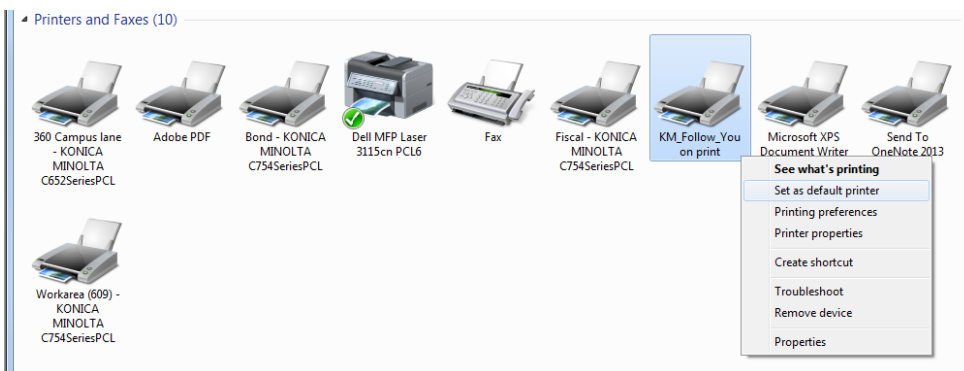 Printers and Faxes (10)
360 Campus lane
- KONICA
MINOLTA
C652SeriesPCL
Adobe PDF
Bond - KONICA
MINOLTA
C754SeriesPCL
Dell MFP Laser
3115cn PCL6
Fax
Fiscal - KONICA
MINOLTA
C754SeriesPCL
KM_Follow_You
on print
Microsoft XPS
Document Writer
Send To
OneNote 2013
See what's printing
Set as default printer
Printing preferences
Printer properties
Create shortcut
Troubleshoot
Remove device
Properties
Workarea (609) -
KONICA
MINOLTA
C754SeriesPCL